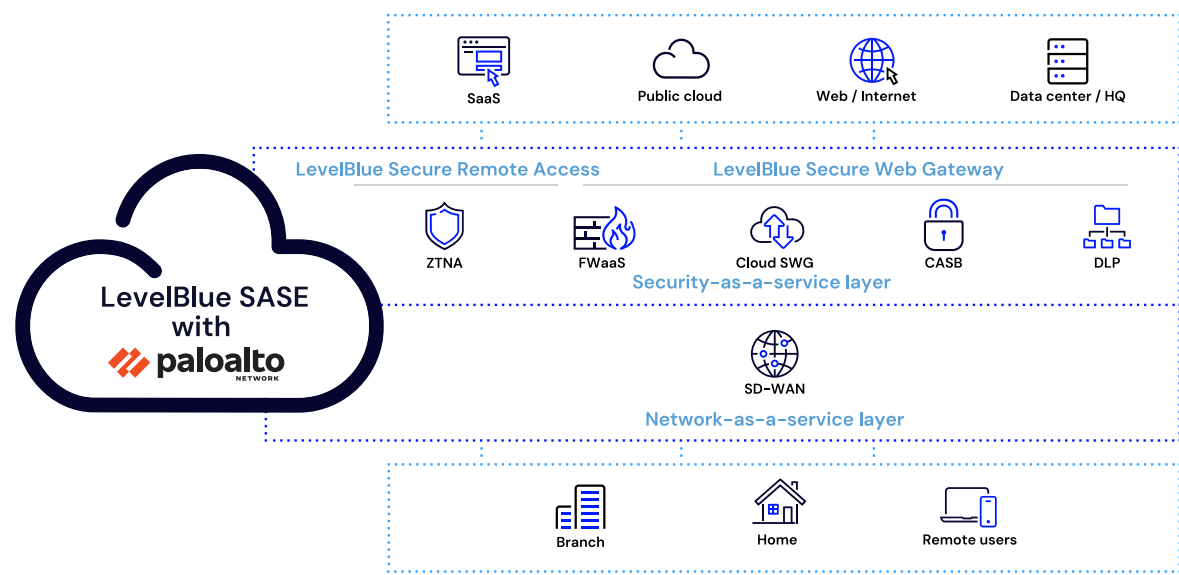 SaaS
Public cloud
Web / Internet
Data center / HQ
LevelBlue Secure Remote Access
LevelBlue Secure Web Gateway
ZTNA
FWaaS
Cloud SWG
CASB
DLP
Security-as-a-service layer
LevelBlue SASE
with
paloalto
NETWORK
SD-WAN
Network-as-a-service layer
Branch
Home
Remote users